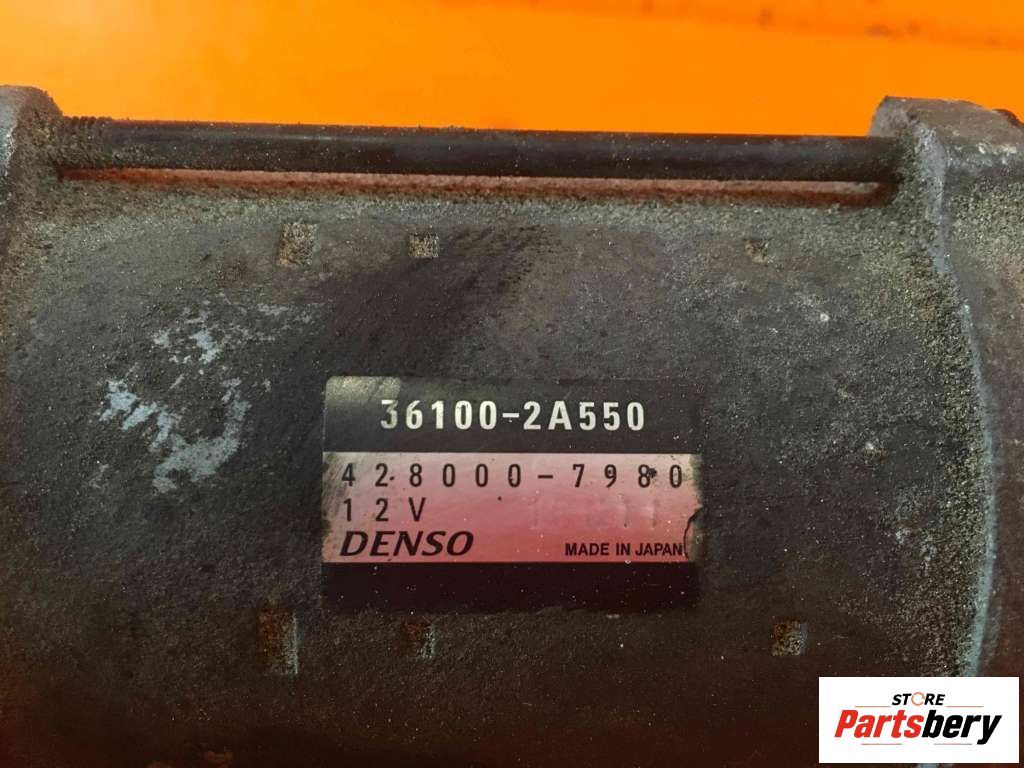 36100-2A550
428000-7980
12V
DENSO MADE IN JAPAN
STORE
Partsbery